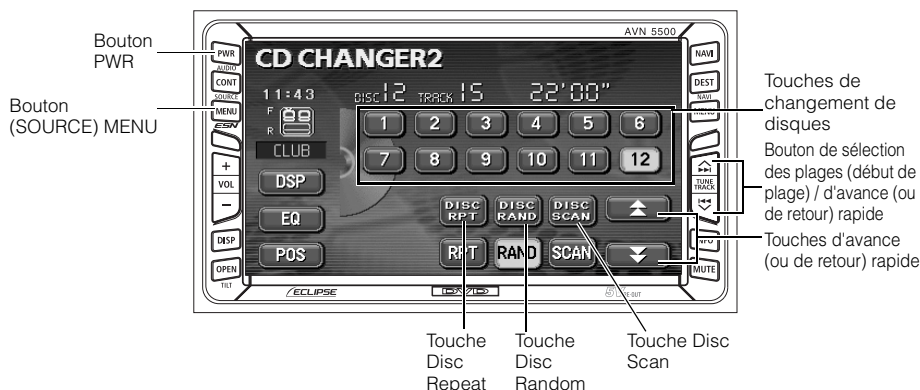 AVN 5500
Bouton
PWR
Bouton
(SOURCE) MENU
PWR
AUDIO
CONT
SOURCE
MENU
ESN
+
VOL
−
DISP
OPEN
TILT
CD CHANGER2
11:43
DISC 12 TRACK 15 22'00"
F
R
CLUB
1 2 3 4 5 6
7 8 9 10 11 12
DSP
EQ
POS
DISC RPT
DISC RAND
DISC SCAN
RPT RAND SCAN
NAVI
DEST
NAVI
MENU
TUNE
TRACK
MUTE
ECLIPSE
DVD
Touches de
changement de
disques
Bouton de sélection
des plages (début de
plage) / d'avance (ou
de retour) rapide
Touches d'avance
(ou de retour) rapide
Touche
Disc
Repeat
Touche
Disc
Random
Touche Disc
Scan